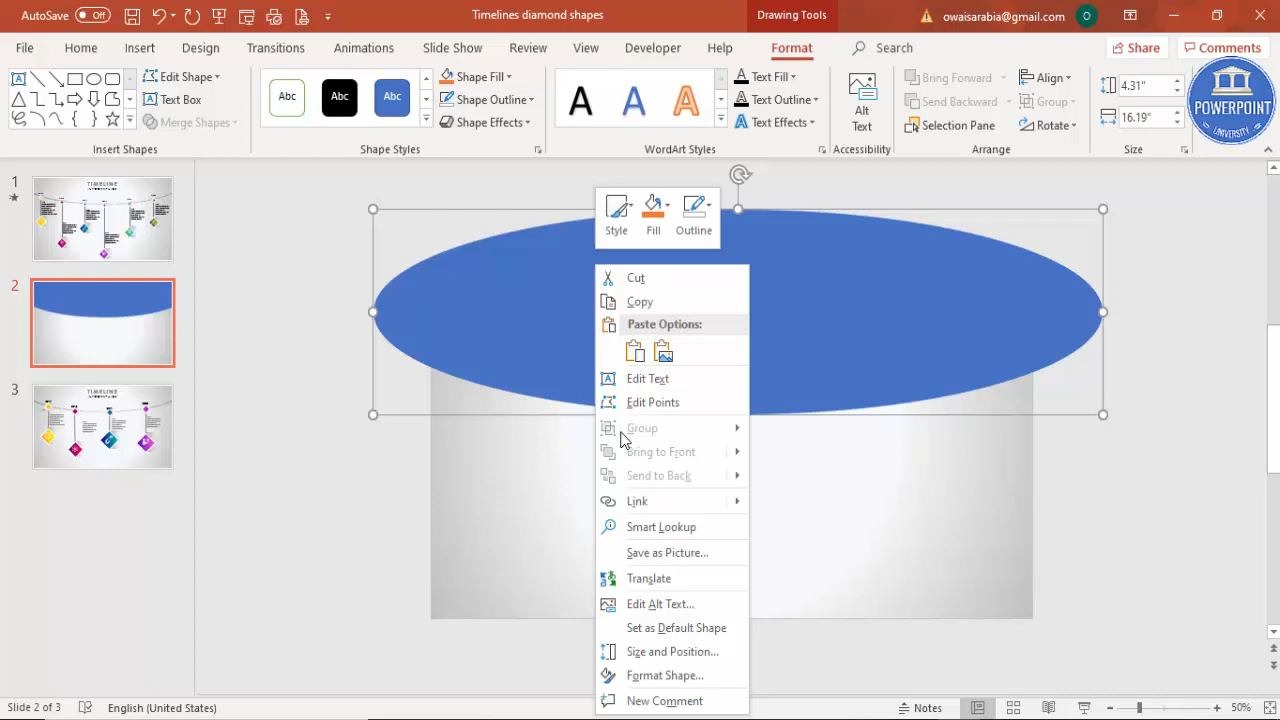 AutoSave Off Timelines diamond shapes Drawing Tools owaisarabia@gmail.com O
File Home Insert Design Transitions Animations Slide Show Review View Developer Help Format Search Share Comments
Edit Shape Text Box Merge Shapes
Insert Shapes
Abc Abc Abc
Shape Fill Shape Outline Shape Effects
Shape Styles
A A A
Text Fill Text Outline Text Effects
WordArt Styles
Alt Text
Accessibility
Bring Forward Send Backward Selection Pane
Align Group Rotate
Arrange
4.31"
16.19"
Size
POWERPOINT
UNIVERSITY
1
TIMELINE
2
3
TIMELINE
Style Fill Outline
Cut
Copy
Paste Options:
Edit Text
Edit Points
Group
Bring to Front
Send to Back
Link
Smart Lookup
Save as Picture...
Translate
Edit Alt Text...
Set as Default Shape
Size and Position...
Format Shape...
New Comment
Slide 2 of 3 English (United States) Notes 50%